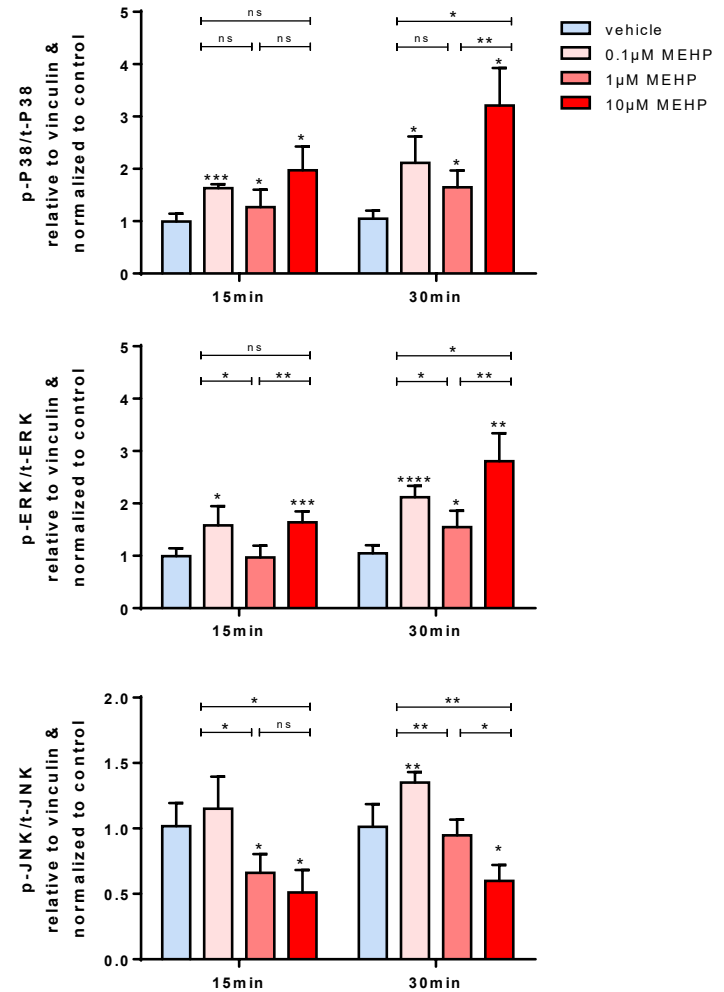 vehicle
0.1µM MEHP
1µM MEHP
10µM MEHP
p-P38/t-P38
relative to vinculin &
normalized to control
5
4
3
2
1
0
ns
ns ns
*
ns **
*** * *
* * *
15min 30min
p-ERK/t-ERK
relative to vinculin &
normalized to control
5
4
3
2
1
0
ns
* **
*
* **
* ***
**** * **
15min 30min
p-JNK/t-JNK
relative to vinculin &
normalized to control
2.0
1.5
1.0
0.5
0.0
*
* ns
**
** *
* *
** *
15min 30min